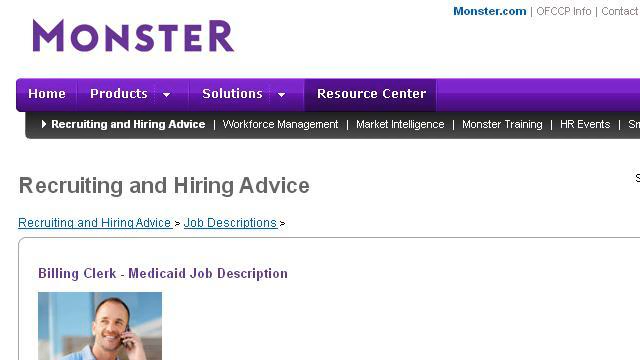 Monster.com | OFCCP Info | Contact
MONSTER
Home Products Solutions Resource Center
Recruiting and Hiring Advice | Workforce Management | Market Intelligence | Monster Training | HR Events | Sm
Recruiting and Hiring Advice
Recruiting and Hiring Advice » Job Descriptions »
Billing Clerk - Medicaid Job Description